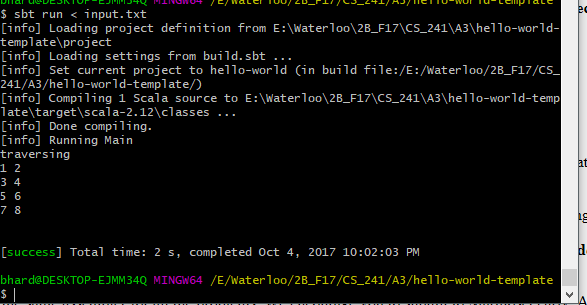 bhard@DESKTOP-EJMM34Q MINGW64 /E/Waterloo/2B_F17/CS_241/A3/hello-world-template
$ sbt run < input.txt
[info] Loading project definition from E:\Waterloo\2B_F17\CS_241\A3\hello-world-
template\project
[info] Loading settings from build.sbt ...
[info] Set current project to hello-world (in build file:/E:/Waterloo/2B_F17/CS_
241/A3/hello-world-template/)
[info] Compiling 1 Scala source to E:\Waterloo\2B_F17\CS_241\A3\hello-world-temp
late\target\scala-2.12\classes ...
[info] Done compiling.
[info] Running Main
traversing
1 2
3 4
5 6
7 8
[success] Total time: 2 s, completed Oct 4, 2017 10:02:03 PM
bhard@DESKTOP-EJMM34Q MINGW64 /E/Waterloo/2B_F17/CS_241/A3/hello-world-template
$